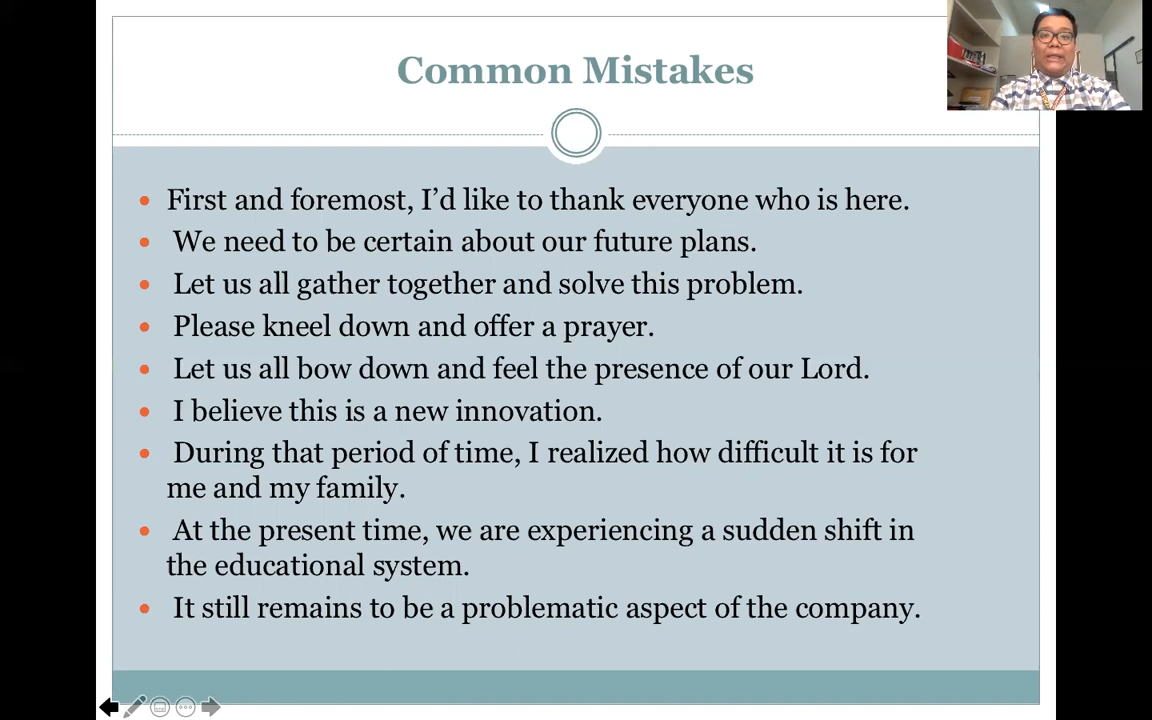 Common Mistakes
First and foremost, I’d like to thank everyone who is here.
We need to be certain about our future plans.
Let us all gather together and solve this problem.
Please kneel down and offer a prayer.
Let us all bow down and feel the presence of our Lord.
I believe this is a new innovation.
During that period of time, I realized how difficult it is for
me and my family.
At the present time, we are experiencing a sudden shift in
the educational system.
It still remains to be a problematic aspect of the company.